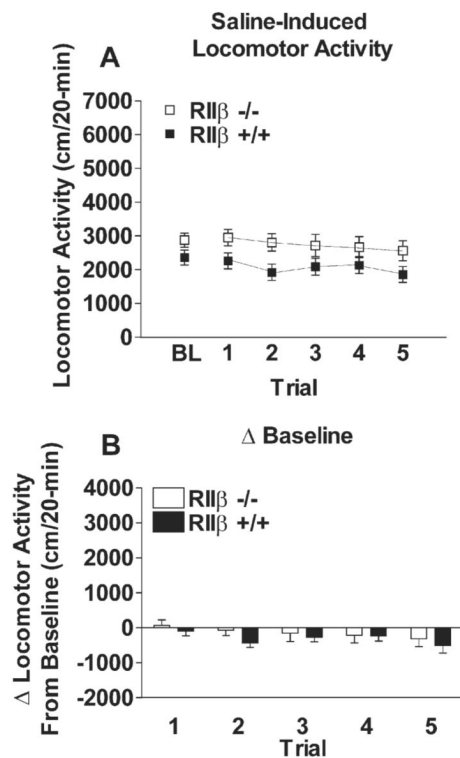 Saline-Induced
Locomotor Activity
A
Locomotor Activity (cm/20-min)
7000
6000
5000
4000
3000
2000
1000
0
RIIβ -/-
RIIβ +/+
BL 1 2 3 4 5
Trial
B
Δ Baseline
Δ Locomotor Activity
From Baseline (cm/20-min)
4000
3000
2000
1000
0
-1000
-2000
RIIβ -/-
RIIβ +/+
1 2 3 4 5
Trial